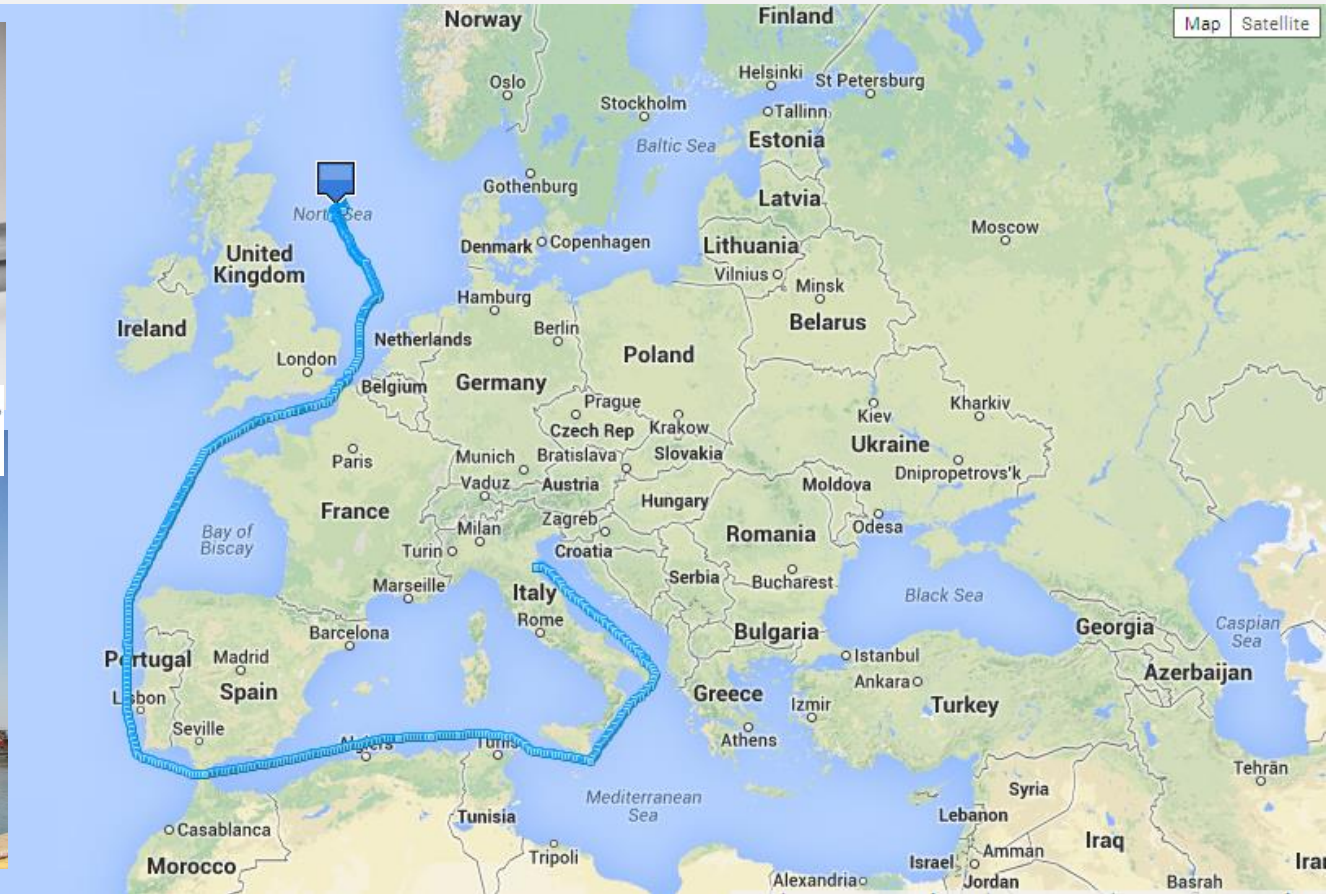 Norway
Finland
Map
Satellite
Oslo
Helsinki
St Petersburg
Stockholm
Tallinn
Baltic Sea
Estonia
Gothenburg
Latvia
North Sea
Moscow
Denmark
Copenhagen
Lithuania
United
Kingdom
Vilnius
Minsk
Hamburg
Ireland
Belarus
Berlin
Netherlands
London
Poland
Belgium
Germany
Prague
Kiev
Kharkiv
Czech Rep
Krakow
Ukraine
Paris
Munich
Bratislava
Slovakia
Dnipropetrovs'k
Vaduz
Austria
Moldova
France
Hungary
Zagreb
Odesa
Milan
Bay of
Biscay
Romania
Turin
Croatia
Serbia
Bucharest
Marseille
Italy
Black Sea
Rome
Barcelona
Bulgaria
Georgia
Caspian
Sea
Portugal
Madrid
Istanbul
Azerbaijan
Ankara
Lisbon
Spain
Greece
Izmir
Turkey
Seville
Athens
Algiers
Tunis
Tehrān
Syria
Mediterranean
Sea
Lebanon
Tunisia
Casablanca
Iraq
Tripoli
Amman
Israel
Morocco
Alexandria
Jordan
Basrah
Irar